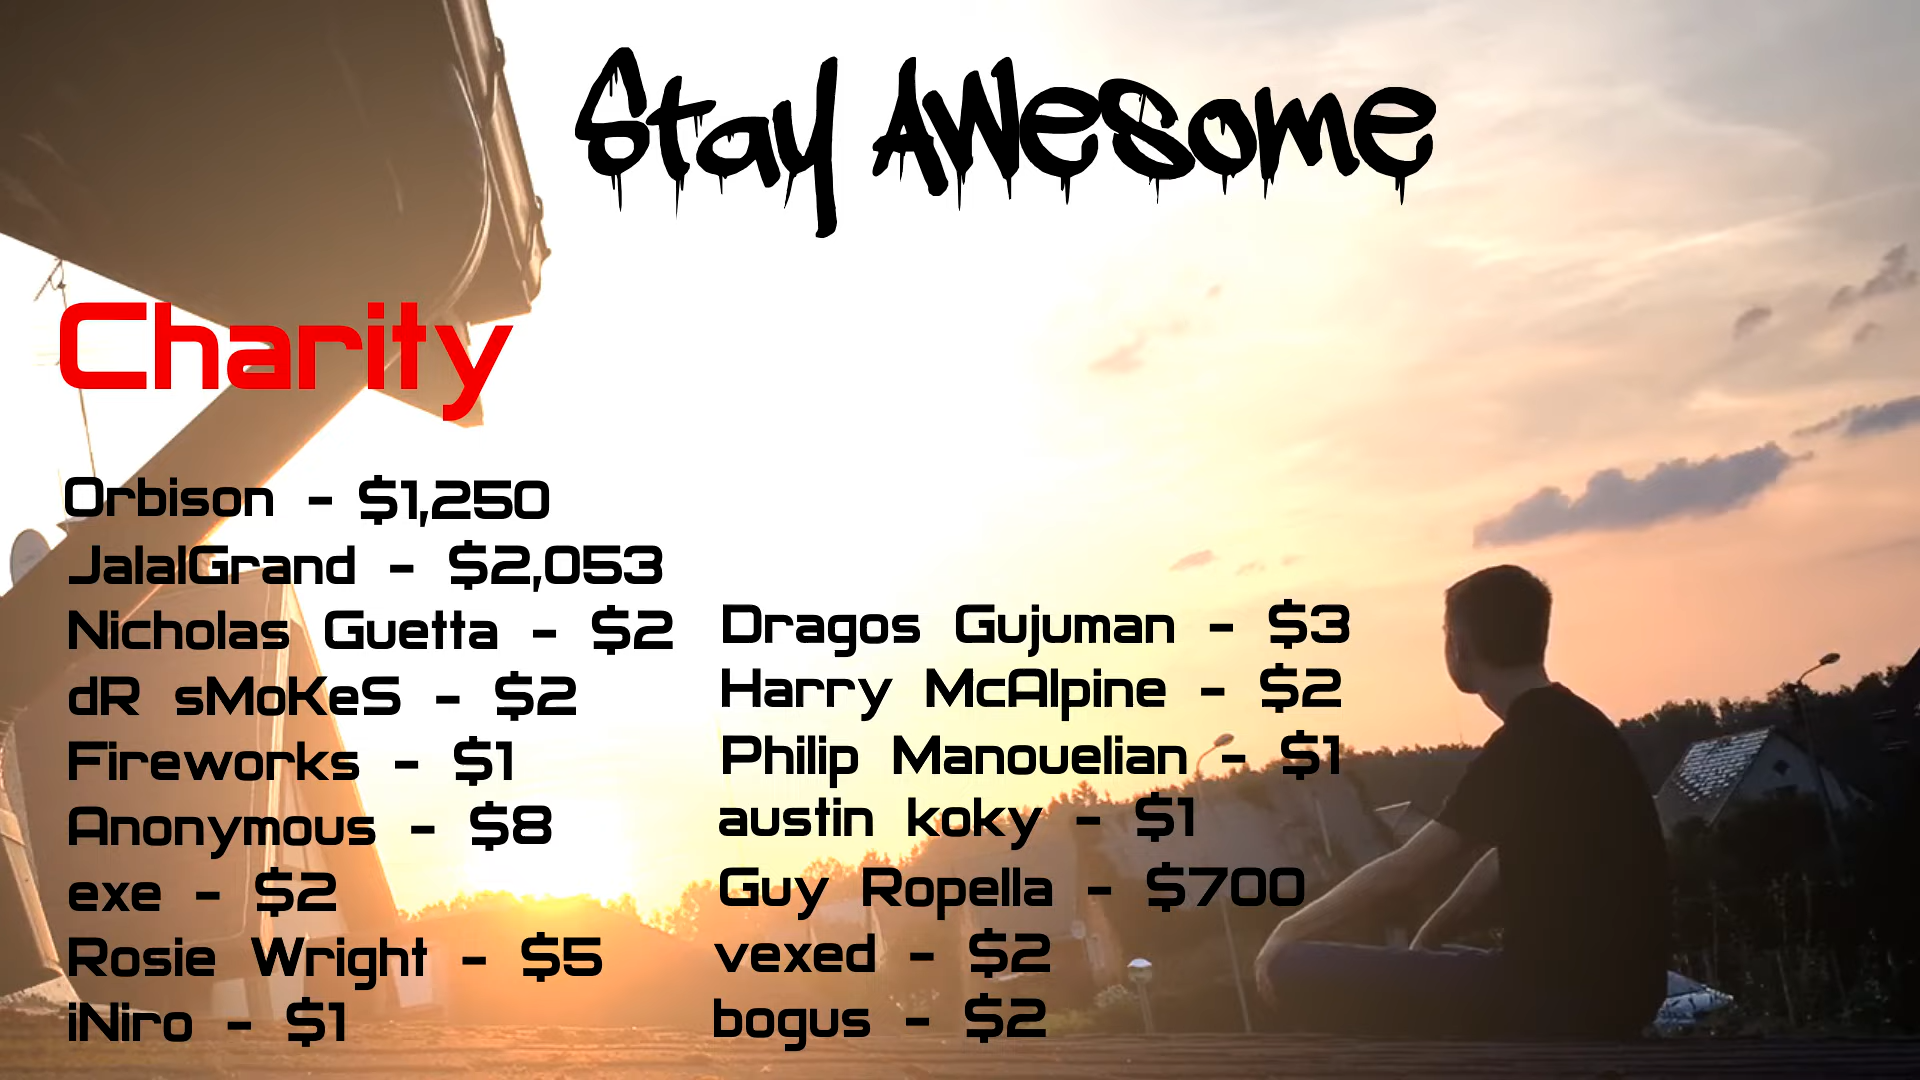 Stay Awesome
Charity
Orbison - $1,250
JalalGrand - $2,053
Nicholas Guetta - $2
dR sMoKeS - $2
Fireworks - $1
Anonymous - $8
exe - $2
Rosie Wright - $5
iNiro - $1
Dragos Gujuman - $3
Harry McAlpine - $2
Philip Manouelian - $1
austin koky - $1
Guy Ropella - $700
vexed - $2
bogus - $2